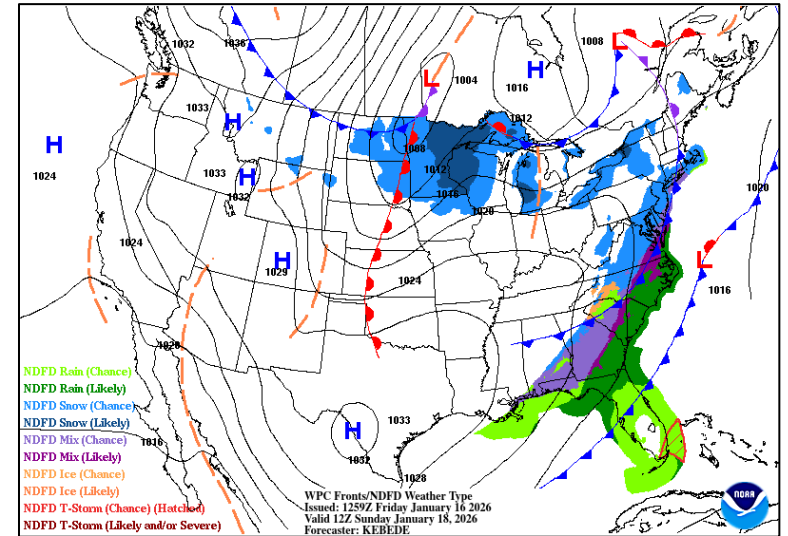 1032
1036
1008
L
1004
H
1016
L
1033
H
1012
H
1024
1008
1033
H
1032
1012
1016
1020
1020
1024
H
1029
1024
L
1016
1028
NDFD Rain (Chance)
NDFD Rain (Likely)
NDFD Snow (Chance)
NDFD Snow (Likely)
NDFD Mix (Chance)
NDFD Mix (Likely)
NDFD Ice (Chance)
NDFD Ice (Likely)
NDFD T-Storm (Chance) (Hatched)
NDFD T-Storm (Likely and/or Severe)
1016
H
1033
1032
1028
WPC Fronts/NDFD Weather Type
Issued: 1259Z Friday January 16 2026
Valid 12Z Sunday January 18, 2026
Forecaster: KEBEDE
NOAA